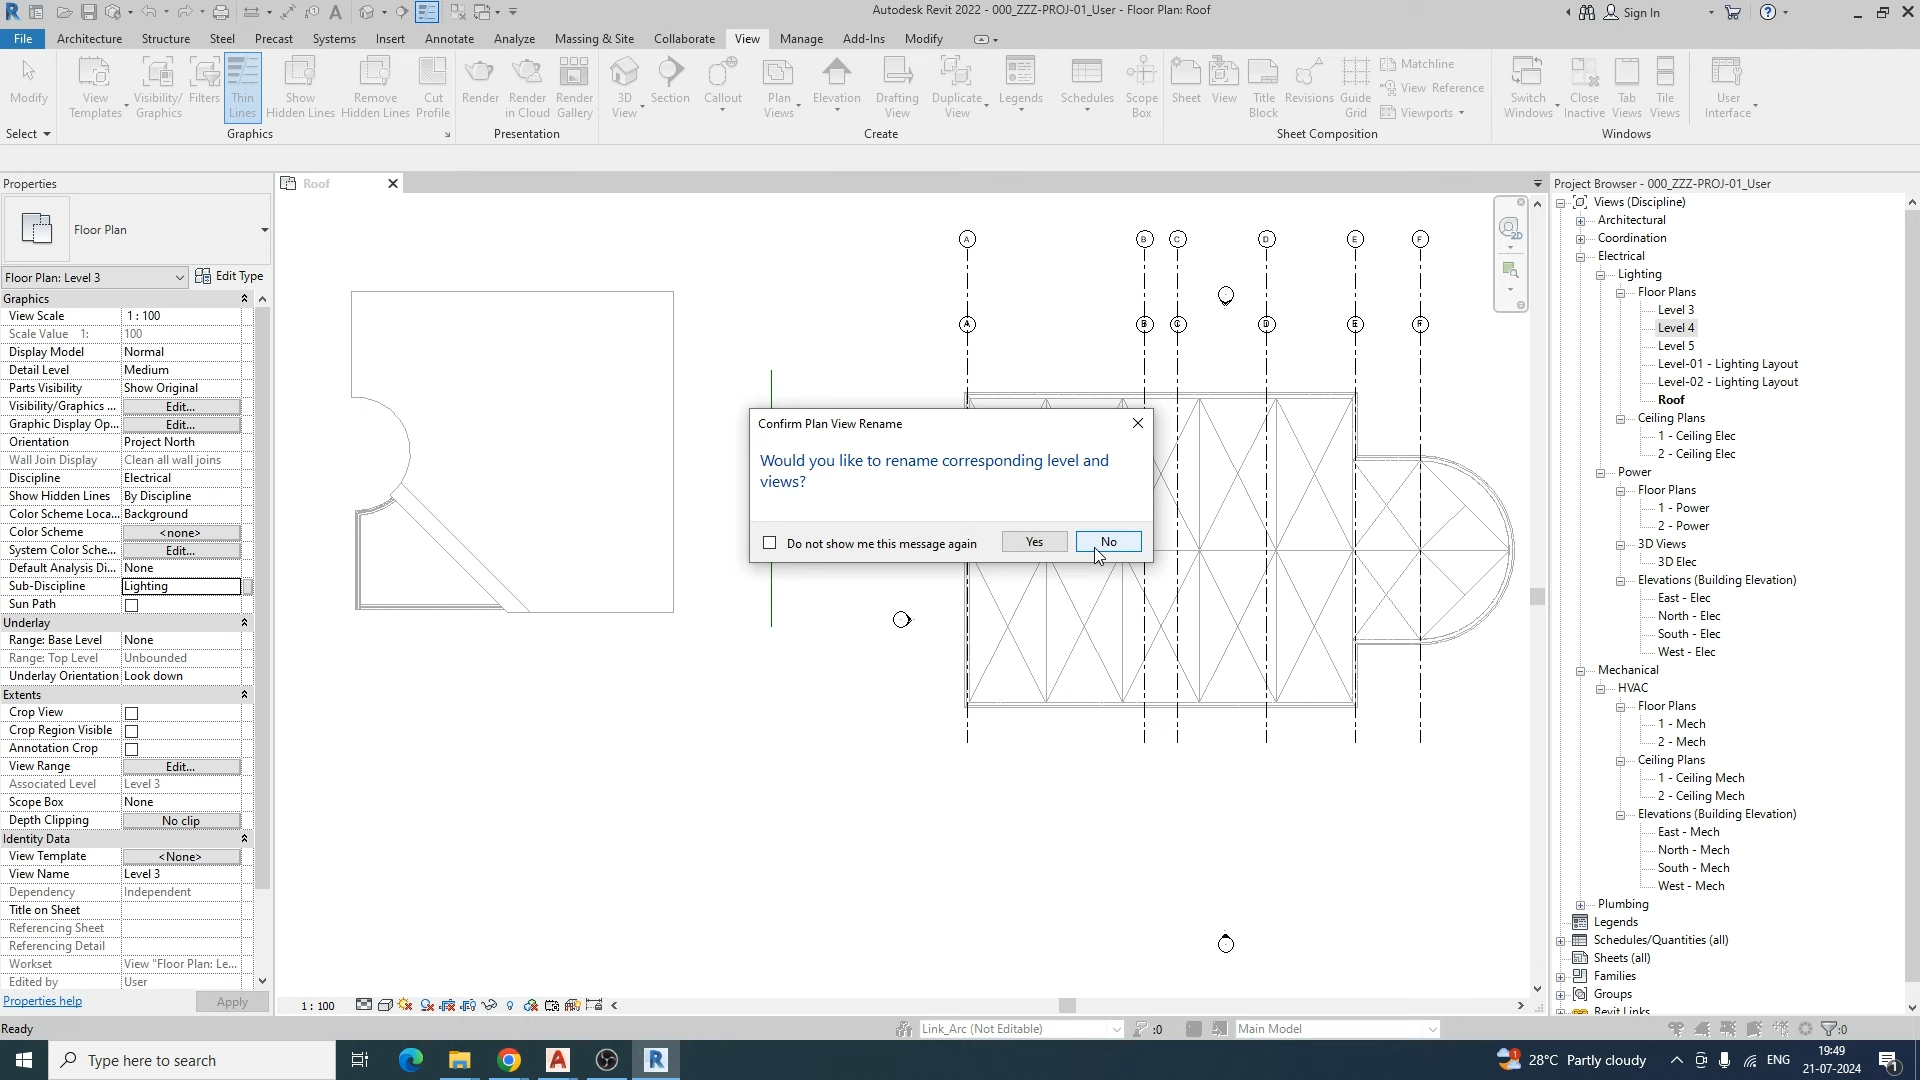 Autodesk Revit 2022 - 000_ZZZ-PROJ-01_User - Floor Plan: Roof
Sign In
File Architecture Structure Steel Precast Systems Insert Annotate Analyze Massing & Site Collaborate View Manage Add-Ins Modify
Modify
View Templates
Visibility/ Graphics
Filters
Thin Lines
Show Hidden Lines
Remove Hidden Lines
Cut Profile
Render
Render in Cloud
Render Gallery
3D View
Section
Callout
Plan Views
Elevation
Drafting View
Duplicate View
Legends
Schedules
Scope Box
Sheet
View
Title Block
Revisions
Guide Grid
Matchline
View Reference
Viewports
Switch Windows
Close Inactive
Tab Views
Tile Views
User Interface
Select
Graphics
Presentation
Create
Sheet Composition
Windows
Properties
Floor Plan
Floor Plan: Level 3
Edit Type
Graphics
View Scale 1 : 100
Scale Value 1: 100
Display Model Normal
Detail Level Medium
Parts Visibility Show Original
Visibility/Graphics ... Edit...
Graphic Display Op... Edit...
Orientation Project North
Wall Join Display Clean all wall joins
Discipline Electrical
Show Hidden Lines By Discipline
Color Scheme Loca... Background
Color Scheme <none>
System Color Sche... Edit...
Default Analysis Di... None
Sub-Discipline Lighting
Sun Path
Underlay
Range: Base Level None
Range: Top Level Unbounded
Underlay Orientation Look down
Extents
Crop View
Crop Region Visible
Annotation Crop
View Range Edit...
Associated Level Level 3
Scope Box None
Depth Clipping No clip
Identity Data
View Template <None>
View Name Level 3
Dependency Independent
Title on Sheet
Referencing Sheet
Referencing Detail
Workset View "Floor Plan: Le...
Edited by User
Properties help
Apply
Roof
A B C D E F
A B C D E F
2D
Confirm Plan View Rename
Would you like to rename corresponding level and
views?
Do not show me this message again
Yes
No
1 : 100
Project Browser - 000_ZZZ-PROJ-01_User
Views (Discipline)
Architectural
Coordination
Electrical
Lighting
Floor Plans
Level 3
Level 4
Level 5
Level-01 - Lighting Layout
Level-02 - Lighting Layout
Roof
Ceiling Plans
1 - Ceiling Elec
2 - Ceiling Elec
Power
Floor Plans
1 - Power
2 - Power
3D Views
3D Elec
Elevations (Building Elevation)
East - Elec
North - Elec
South - Elec
West - Elec
Mechanical
HVAC
Floor Plans
1 - Mech
2 - Mech
Ceiling Plans
1 - Ceiling Mech
2 - Ceiling Mech
Elevations (Building Elevation)
East - Mech
North - Mech
South - Mech
West - Mech
Plumbing
Legends
Schedules/Quantities (all)
Sheets (all)
Families
Groups
Revit Links
Ready
Link_Arc (Not Editable)
:0
Main Model
:0
Type here to search
28°C Partly cloudy
ENG
19:49
21-07-2024
1